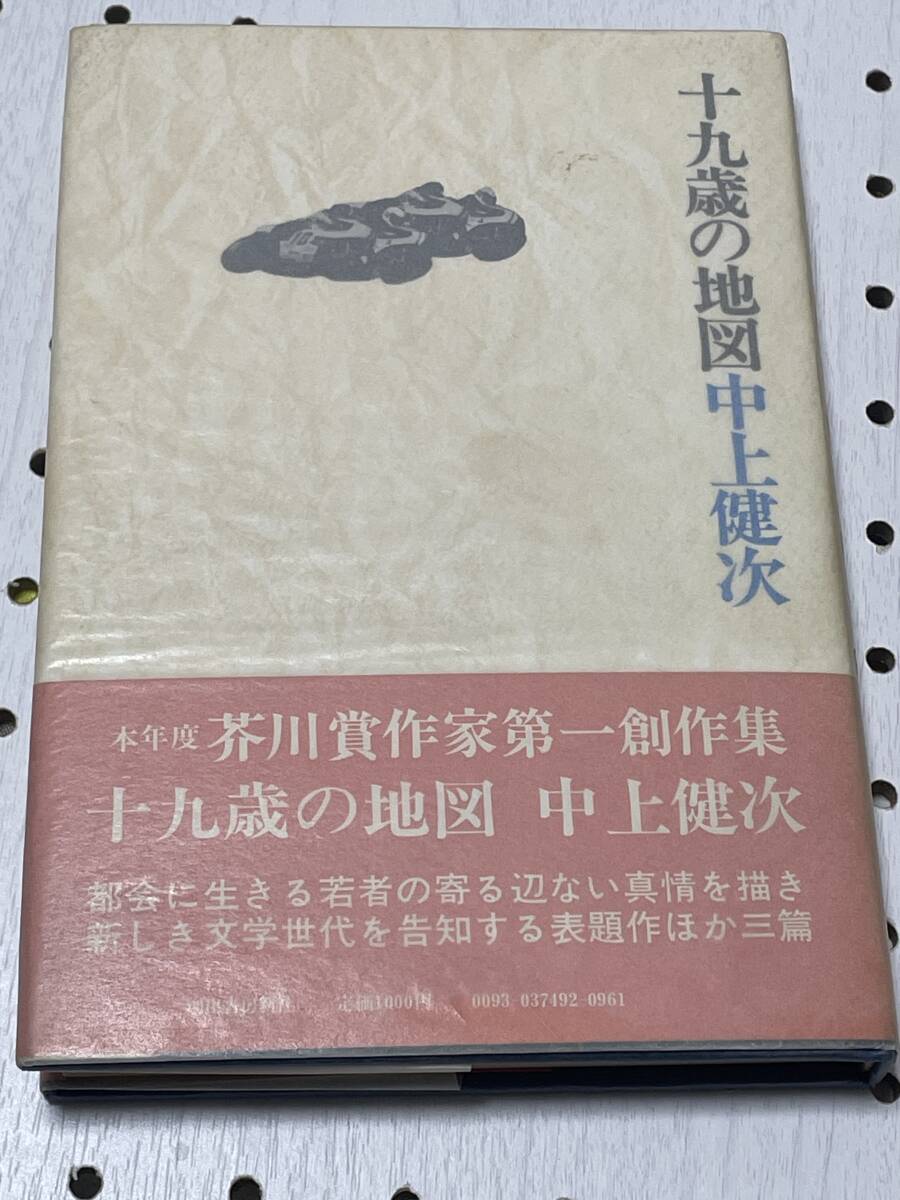 十九歳の地図 中上健次
本年度 芥川賞作家第一創作集
十九歳の地図 中上健次
都会に生きる若者の寄る辺ない真情を描き
新しき文学世代を告知する表題作ほか三篇
河出書房新社 定価1000円 0093-037492-0961